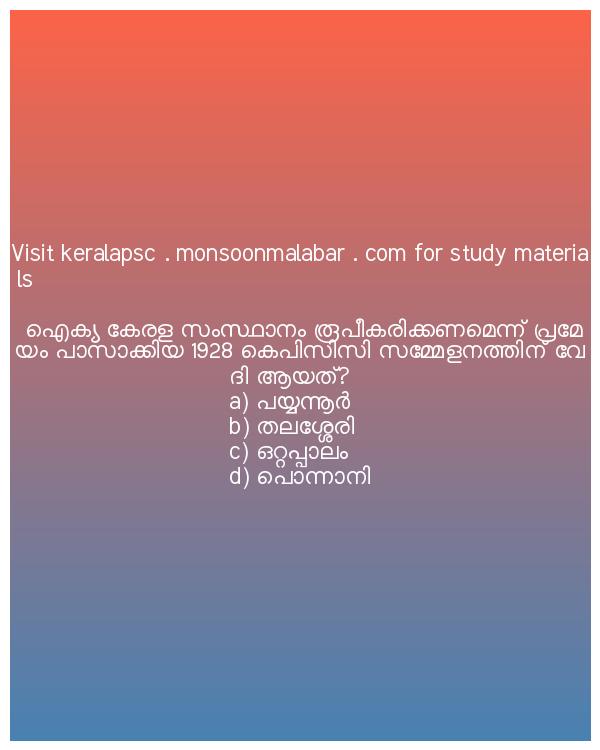 Visit keralapsc . monsoonmalabar . com for study materia
ls
ഐക്യ കേരള സംസ്ഥാനം രൂപീകരിക്കണമെന്ന് പ്രമേ
യം പാസാക്കിയ 1928 കെപിസിസി സമ്മേളനത്തിന് വേ
ദി ആയത്?
a) പയ്യന്നൂർ
b) തലശ്ശേരി
c) ഒറ്റപ്പാലം
d) പൊന്നാനി